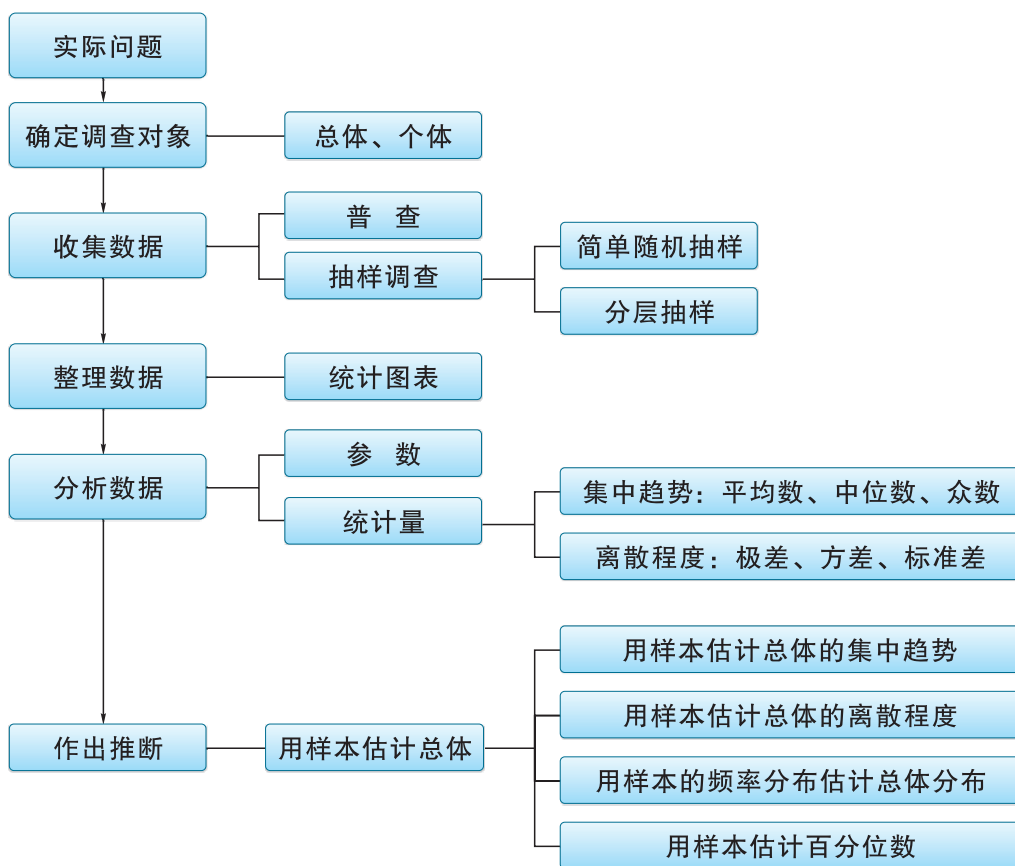 实际问题
确定调查对象
总体、个体
收集数据
普 查
抽样调查
简单随机抽样
分层抽样
整理数据
统计图表
分析数据
参 数
统计量
集中趋势：平均数、中位数、众数
离散程度：极差、方差、标准差
作出推断
用样本估计总体
用样本估计总体的集中趋势
用样本估计总体的离散程度
用样本的频率分布估计总体分布
用样本估计百分位数